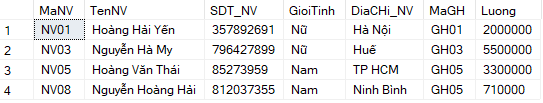 MaNV TenNV SDT_NV GioiTinh DiaCHi_NV MaGH Luong
1 NV01 Hoàng Hải Yến 357892691 Nữ Hà Nội GH01 2000000
2 NV03 Nguyễn Hà My 796427899 Nữ Huế GH03 5500000
3 NV05 Hoàng Văn Thái 85273959 Nam TP HCM GH05 3300000
4 NV08 Nguyễn Hoàng Hải 812037355 Nam Ninh Bình GH05 710000